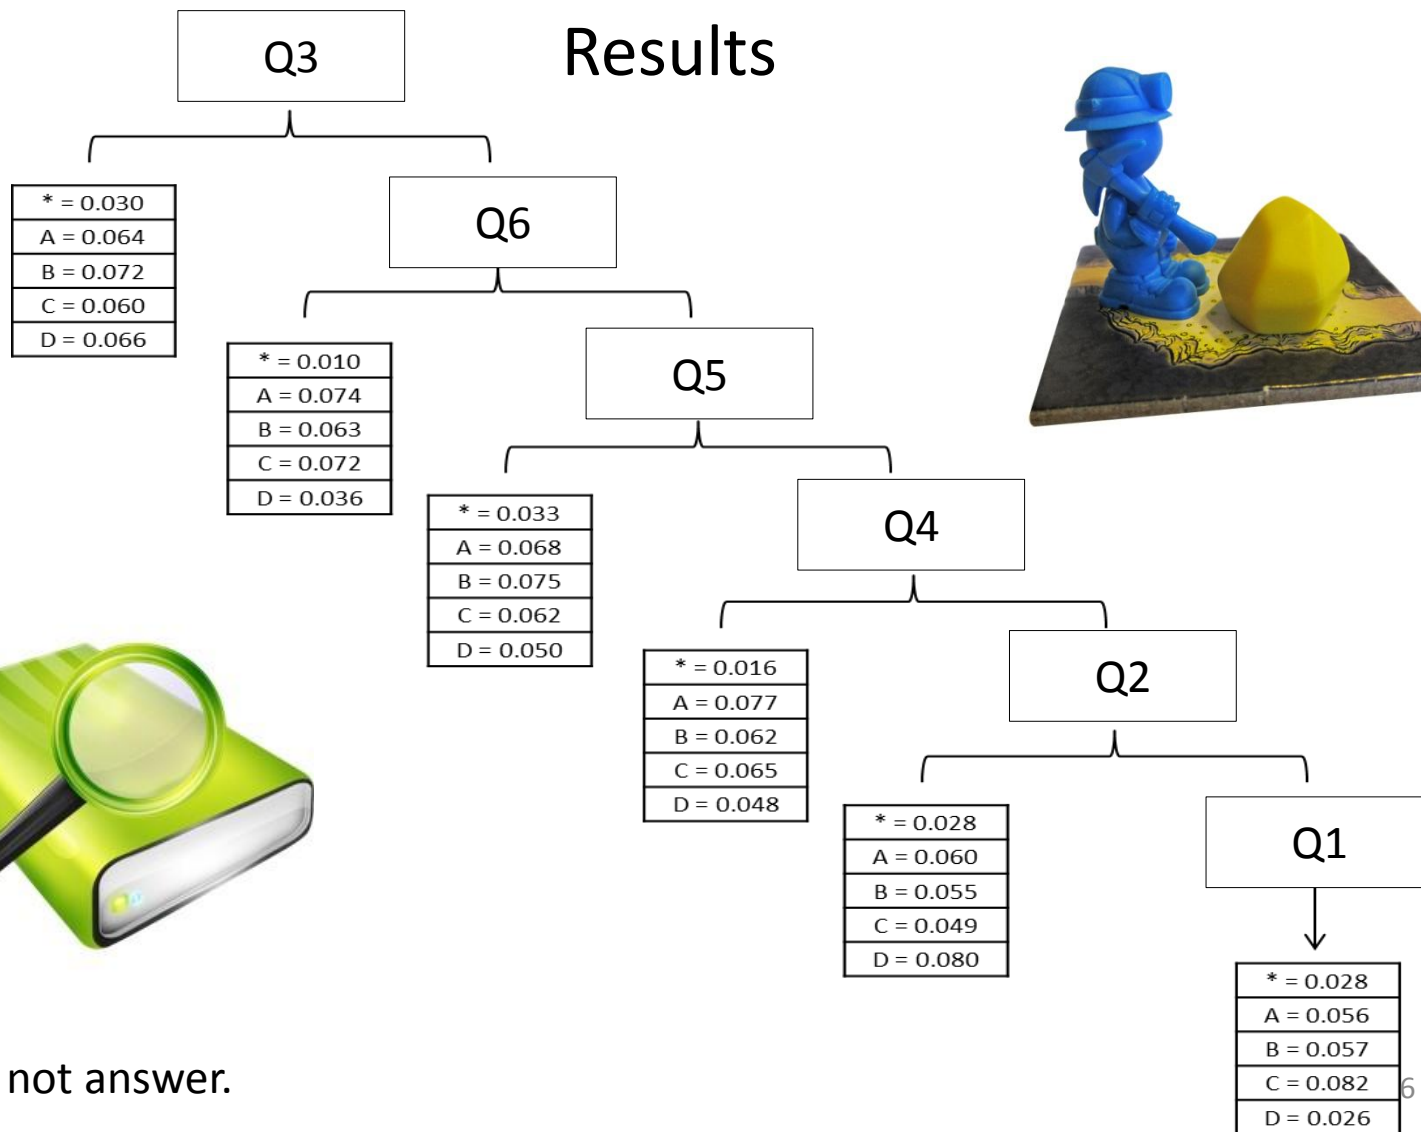 Results
Q3
* = 0.030
A = 0.064
B = 0.072
C = 0.060
D = 0.066
Q6
* = 0.010
A = 0.074
B = 0.063
C = 0.072
D = 0.036
Q5
* = 0.033
A = 0.068
B = 0.075
C = 0.062
D = 0.050
Q4
* = 0.016
A = 0.077
B = 0.062
C = 0.065
D = 0.048
Q2
* = 0.028
A = 0.060
B = 0.055
C = 0.049
D = 0.080
Q1
* = 0.028
A = 0.056
B = 0.057
C = 0.082
D = 0.026
not answer.
6